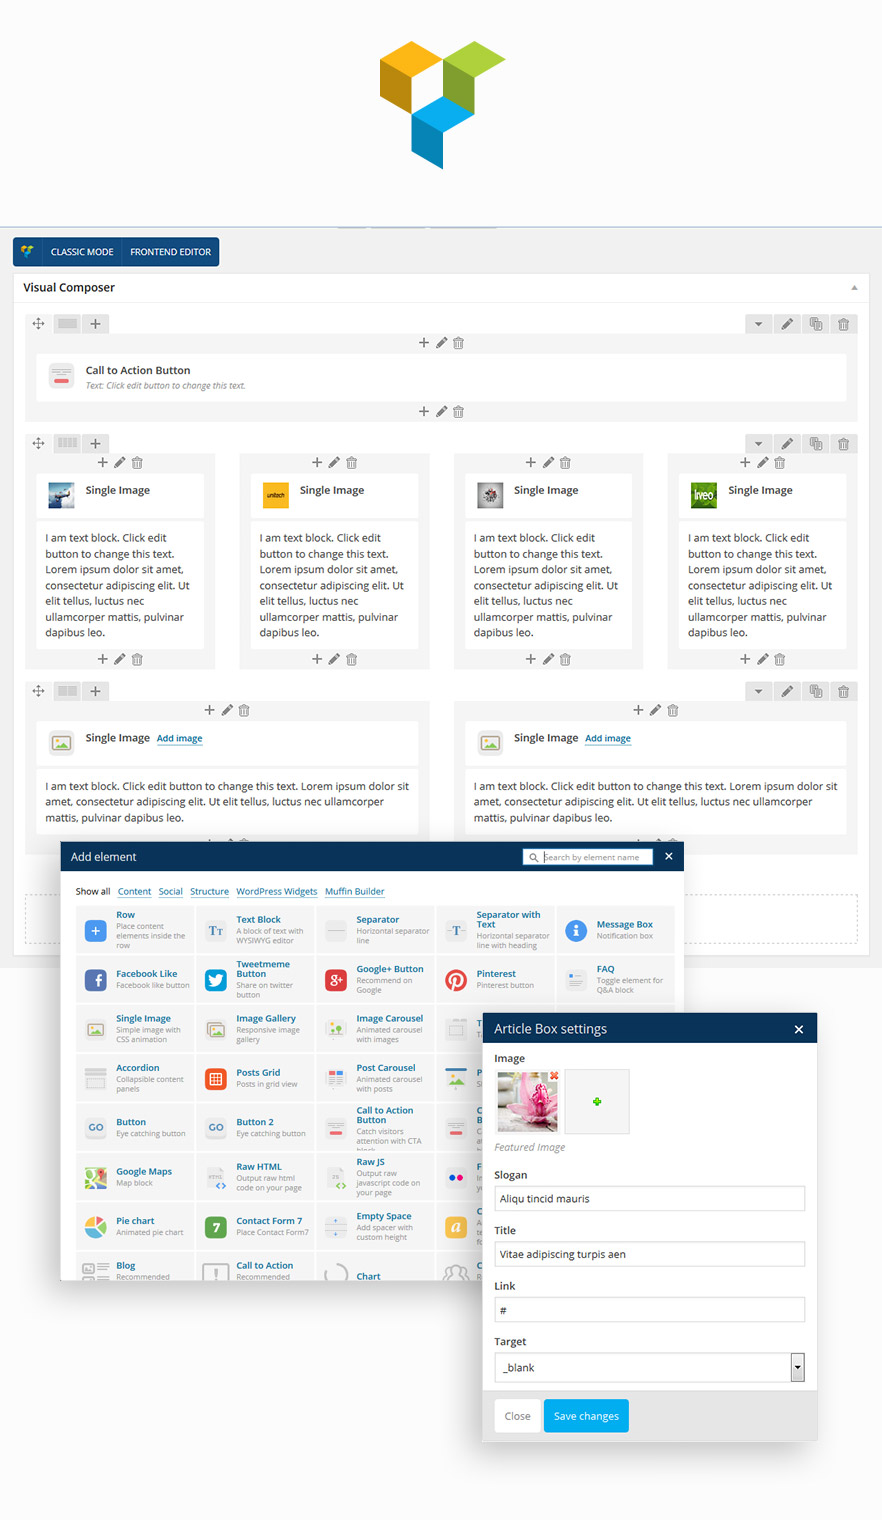 CLASSIC MODE FRONTEND EDITOR
Visual Composer
Call to Action Button
Text: Click edit button to change this text.
Single Image
I am text block. Click edit
button to change this text.
Lorem ipsum dolor sit amet,
consectetur adipiscing elit. Ut
elit tellus, luctus nec
ullamcorper mattis, pulvinar
dapibus leo.
unitech
Single Image
I am text block. Click edit
button to change this text.
Lorem ipsum dolor sit amet,
consectetur adipiscing elit. Ut
elit tellus, luctus nec
ullamcorper mattis, pulvinar
dapibus leo.
Single Image
I am text block. Click edit
button to change this text.
Lorem ipsum dolor sit amet,
consectetur adipiscing elit. Ut
elit tellus, luctus nec
ullamcorper mattis, pulvinar
dapibus leo.
liveo
Single Image
I am text block. Click edit
button to change this text.
Lorem ipsum dolor sit amet,
consectetur adipiscing elit. Ut
elit tellus, luctus nec
ullamcorper mattis, pulvinar
dapibus leo.
Single Image Add image
I am text block. Click edit button to change this text. Lorem ipsum dolor sit
amet, consectetur adipiscing elit. Ut elit tellus, luctus nec ullamcorper
mattis, pulvinar dapibus leo.
Single Image Add image
I am text block. Click edit button to change this text. Lorem ipsum dolor sit
amet, consectetur adipiscing elit. Ut elit tellus, luctus nec ullamcorper
mattis, pulvinar dapibus leo.
Add element
Search by element name
Show all Content Social Structure WordPress Widgets Muffin Builder
Row
Place content
elements inside the
row
Tt
Text Block
A block of text with
WYSIWYG editor
Separator
Horizontal separator
line
T
Separator with
Text
Horizontal separator
line with heading
Message Box
Notification box
Facebook Like
Facebook like button
Tweetmeme
Button
Share on twitter
button
Google+ Button
Recommend on
Google
Pinterest
Pinterest button
FAQ
Toggle element for
Q&A block
Single Image
Simple image with
CSS animation
Image Gallery
Responsive image
gallery
Image Carousel
Animated carousel
with images
Accordion
Collapsible content
panels
Posts Grid
Posts in grid view
Post Carousel
Animated carousel
with posts
GO
Button
Eye catching button
GO
Button 2
Eye catching button
Call to Action
Button
Catch visitors
attention with CTA
Google Maps
Map block
HTML
Raw HTML
Output raw html
code on your page
JS
Raw JS
Output raw
javascript code on
your page
Pie chart
Animated pie chart
7
Contact Form 7
Place Contact Form7
Empty Space
Add spacer with
custom height
a
Blog
Recommended
Call to Action
Recommended
Chart
Article Box settings
Image
Featured Image
Slogan
Aliqu tincid mauris
Title
Vitae adipiscing turpis aen
Link
#
Target
_blank
Close Save changes